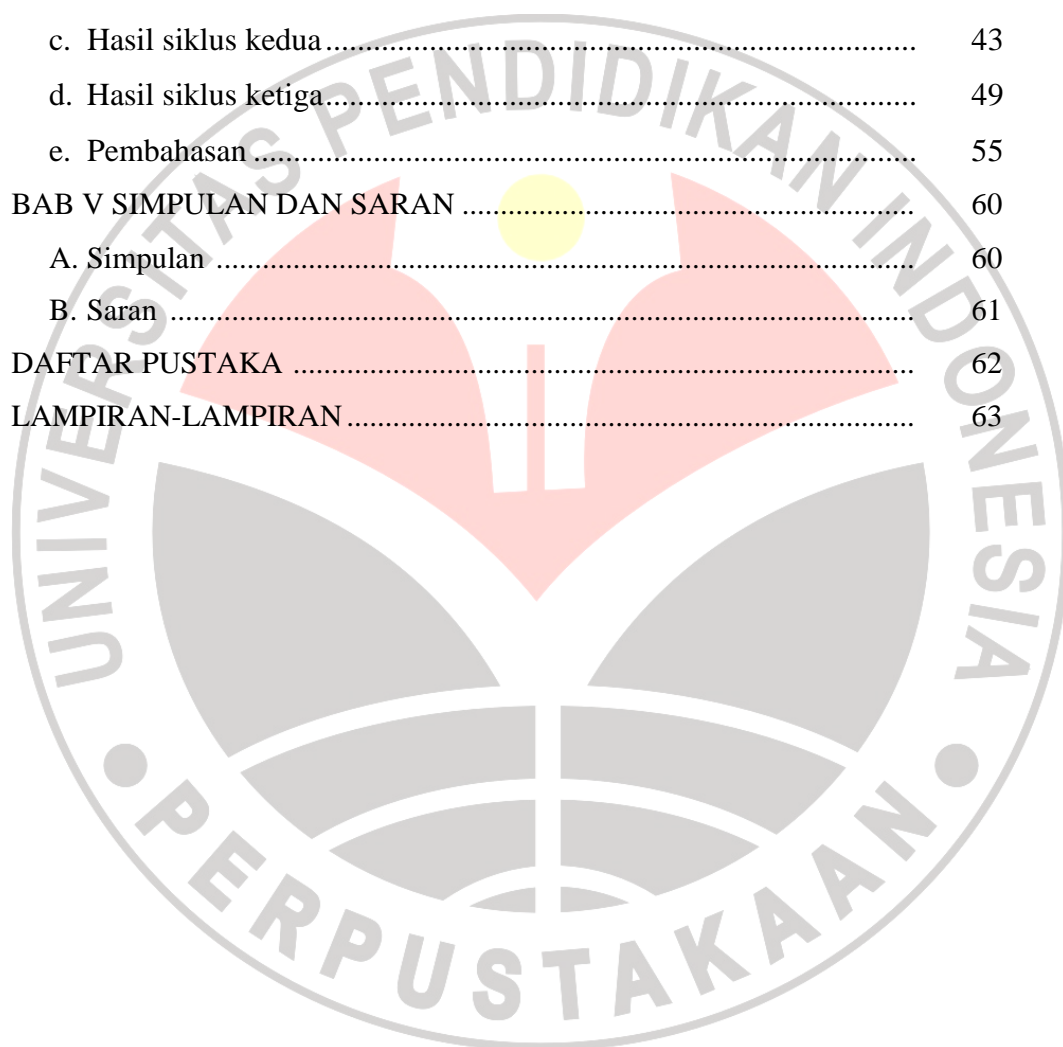 c. Hasil siklus kedua ........................................................................... 43
d. Hasil siklus ketiga ........................................................................... 49
e. Pembahasan .................................................................................... 55
BAB V SIMPULAN DAN SARAN ......................................................... 60
A. Simpulan ......................................................................................... 60
B. Saran ............................................................................................... 61
DAFTAR PUSTAKA ............................................................................... 62
LAMPIRAN-LAMPIRAN ........................................................................ 63
UNIVERSITAS PENDIDIKAN INDONESIA
PERPUSTAKAAN